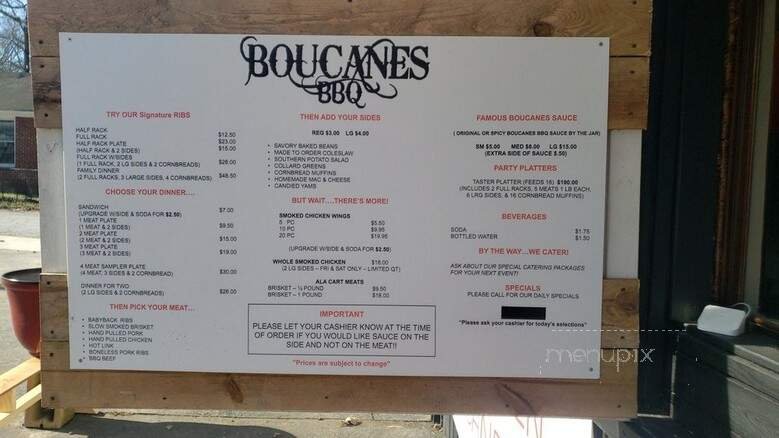 BOUCANES
BBQ
TRY OUR Signature RIBS
HALF RACK $12.50
FULL RACK $23.00
HALF RACK PLATE $15.00
(HALF RACK & 2 SIDES)
FULL RACK W/SIDES
(1 FULL RACK, 2 LG SIDES & 2 CORNBREADS) $28.00
FAMILY DINNER
(2 FULL RACKS, 3 LARGE SIDES, 4 CORNBREADS) $48.50
CHOOSE YOUR DINNER....
SANDWICH $7.00
(UPGRADE W/SIDE & SODA FOR $2.50)
1 MEAT PLATE
(1 MEAT & 2 SIDES) $9.50
2 MEAT PLATE
(2 MEAT & 2 SIDES) $15.00
3 MEAT PLATE
(3 MEAT & 2 SIDES) $19.00
4 MEAT SAMPLER PLATE
(4 MEAT, 3 SIDES & 2 CORNBREAD) $30.00
DINNER FOR TWO
(2 LG SIDES & 2 CORNBREADS) $26.00
THEN PICK YOUR MEAT...
• BABYBACK RIBS
• SLOW SMOKED BRISKET
• HAND PULLED PORK
• HAND PULLED CHICKEN
• HOT LINK
• BONELESS PORK RIBS
• BBQ BEEF
THEN ADD YOUR SIDES
REG $3.00 LG $4.00
• SAVORY BAKED BEANS
• MADE TO ORDER COLESLAW
• SOUTHERN POTATO SALAD
• COLLARD GREENS
• CORNBREAD MUFFINS
• HOMEMADE MAC & CHEESE
• CANDIED YAMS
BUT WAIT....THERE'S MORE!
SMOKED CHICKEN WINGS
5 PC $5.50
10 PC $9.95
20 PC $19.95
(UPGRADE W/SIDE & SODA FOR $2.50)
WHOLE SMOKED CHICKEN $18.00
(2 LG SIDES – FRI & SAT ONLY – LIMITED QT)
ALA CART MEATS
BRISKET – ½ POUND $9.50
BRISKET – 1 POUND $18.00
IMPORTANT
PLEASE LET YOUR CASHIER KNOW AT THE TIME
OF ORDER IF YOU WOULD LIKE SAUCE ON THE
SIDE AND NOT ON THE MEAT!!
"Prices are subject to change"
FAMOUS BOUCANES SAUCE
( ORIGINAL OR SPICY BOUCANES BBQ SAUCE BY THE JAR)
SM $5.00 MED $8.00 LG $15.00
(EXTRA SIDE OF SAUCE $.50)
PARTY PLATTERS
TASTER PLATTER (FEEDS 16) $190.00
(INCLUDES 2 FULL RACKS, 5 MEATS 1 LB EACH,
6 LRG SIDES, & 16 CORNBREAD MUFFINS)
BEVERAGES
SODA $1.75
BOTTLED WATER $1.50
BY THE WAY...WE CATER!
ASK ABOUT OUR SPECIAL CATERING PACKAGES
FOR YOUR NEXT EVENT!
SPECIALS
PLEASE CALL FOR OUR DAILY SPECIALS
"Please ask your cashier for today's selections"
menupix